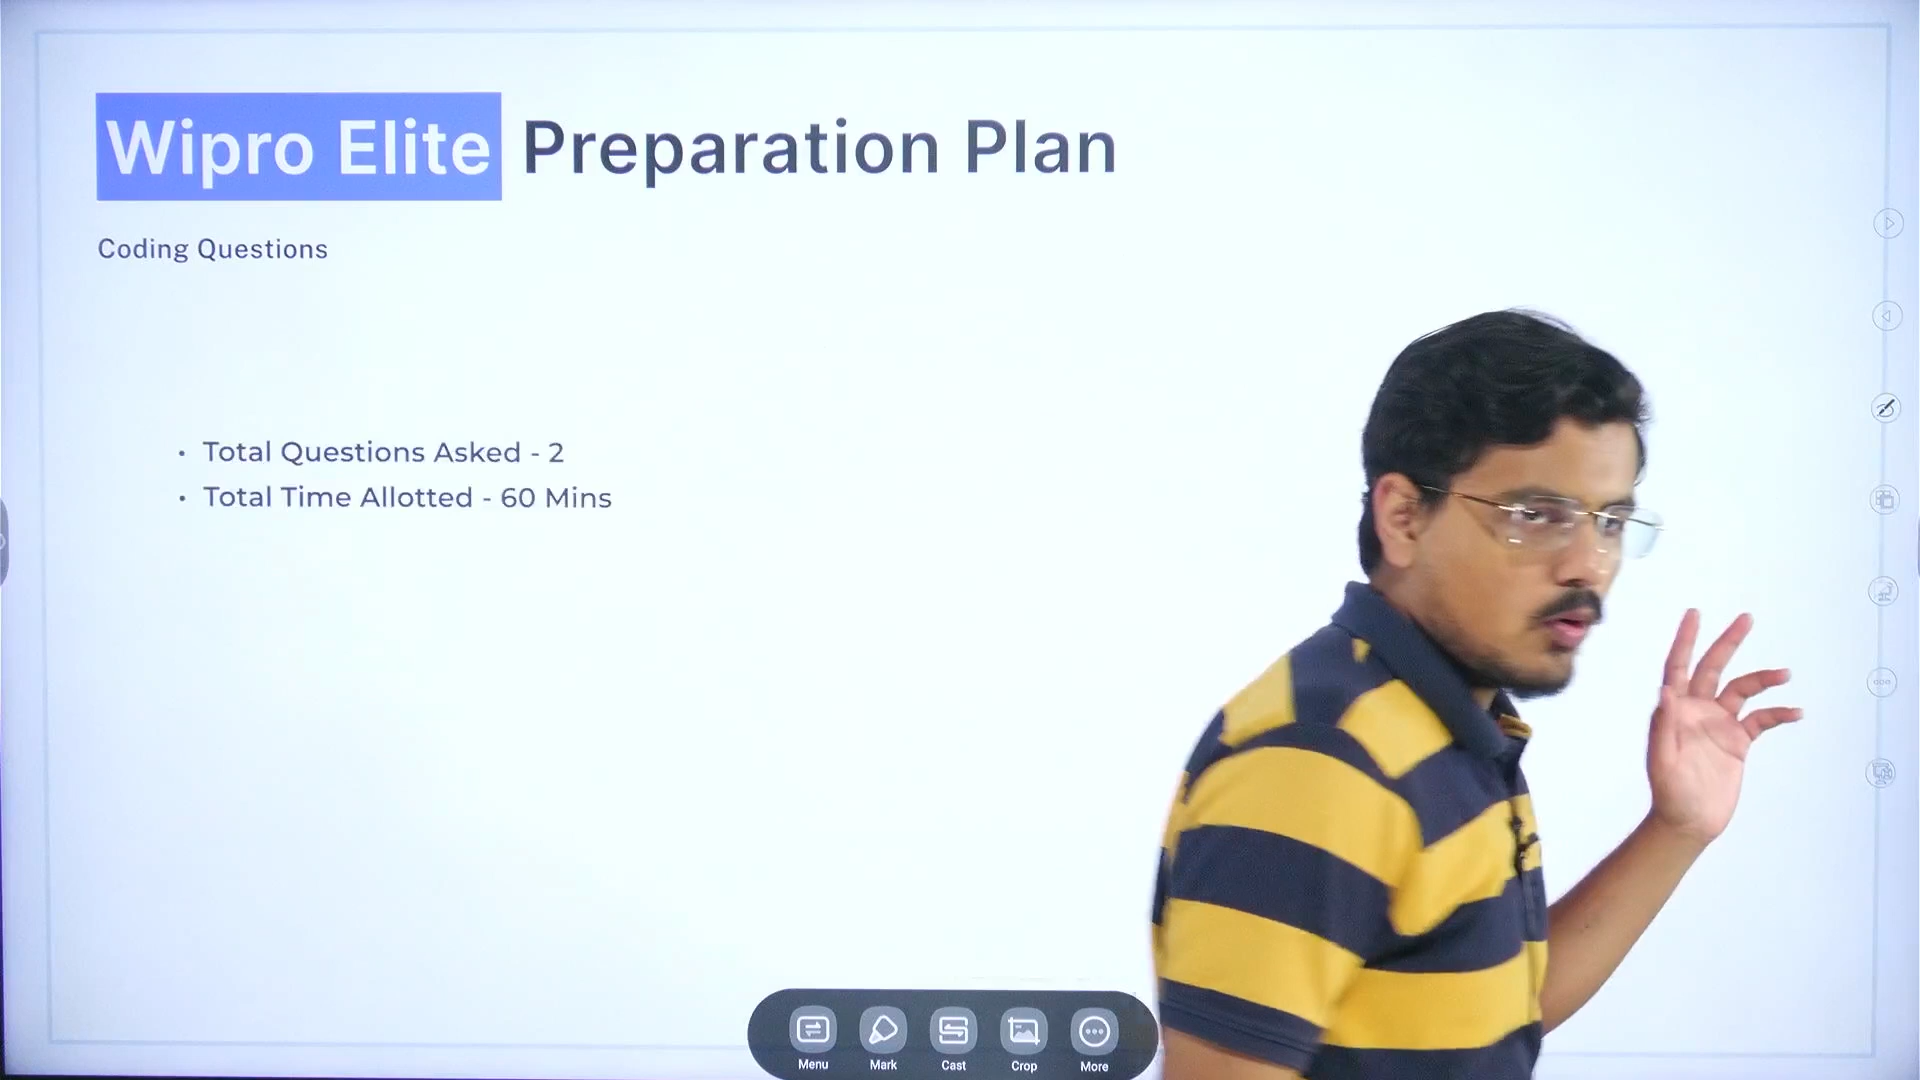 Wipro Elite Preparation Plan
Coding Questions
• Total Questions Asked - 2
• Total Time Allotted - 60 Mins
Menu Mark Cast Crop More